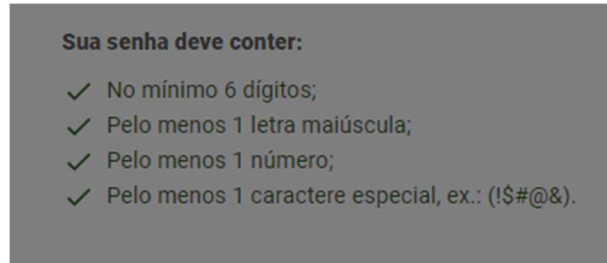 Sua senha deve conter:
No mínimo 6 dígitos;
Pelo menos 1 letra maiúscula;
Pelo menos 1 número;
Pelo menos 1 caractere especial, ex.: (!$#@&).